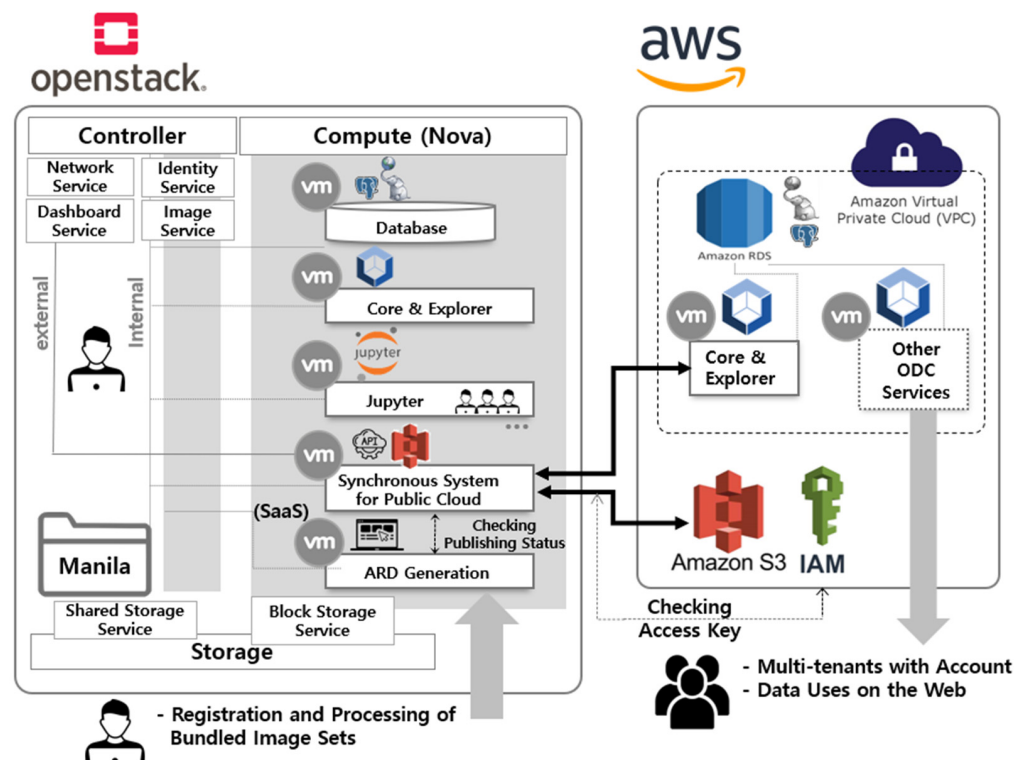 openstack.
aws
Controller
Compute (Nova)
Network
Service
Identity
Service
Dashboard
Service
Image
Service
external
Internal
vm
Database
vm
Core & Explorer
vm
Jupyter
Jupyter
...
vm
API
Synchronous System
for Public Cloud
(SaaS)
Checking
Publishing Status
vm
ARD Generation
Manila
Shared Storage
Service
Block Storage
Service
Storage
- Registration and Processing of
Bundled Image Sets
Amazon Virtual
Private Cloud (VPC)
Amazon RDS
vm
Core &
Explorer
vm
Other
ODC
Services
Amazon S3
IAM
Checking
Access Key
- Multi-tenants with Account
- Data Uses on the Web